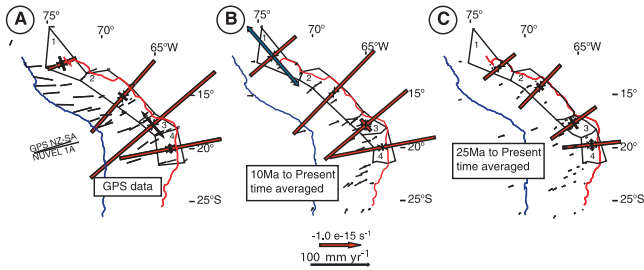 A
75°
70°
65°W
15°
20°
25°S
1
2
3
4
GPS NZ-SA
NUVEL 1A
GPS data
B
75°
70°
65°W
15°
20°
25°S
1
2
3
4
10Ma to Present
time averaged
C
75°
70°
65°W
15°
20°
25°S
1
2
3
4
25Ma to Present
time averaged
-1.0 e-15 s-1
100 mm yr-1